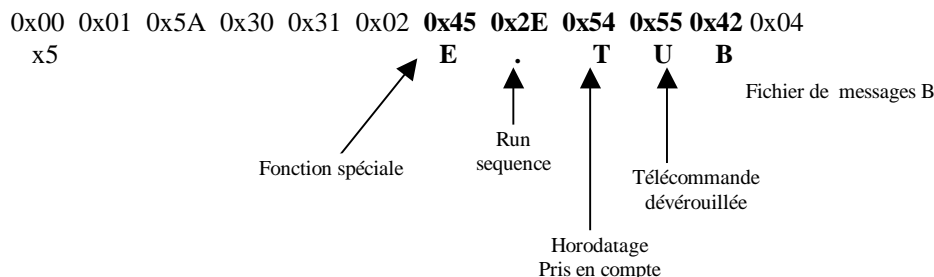 0x00 0x01 0x5A 0x30 0x31 0x02 0x45 0x2E 0x54 0x55 0x42 0x04
x5 E . T U B
Fichier de messages B
Run
sequence
Fonction spéciale
Télécommande
dévérouillée
Horodatage
Pris en compte